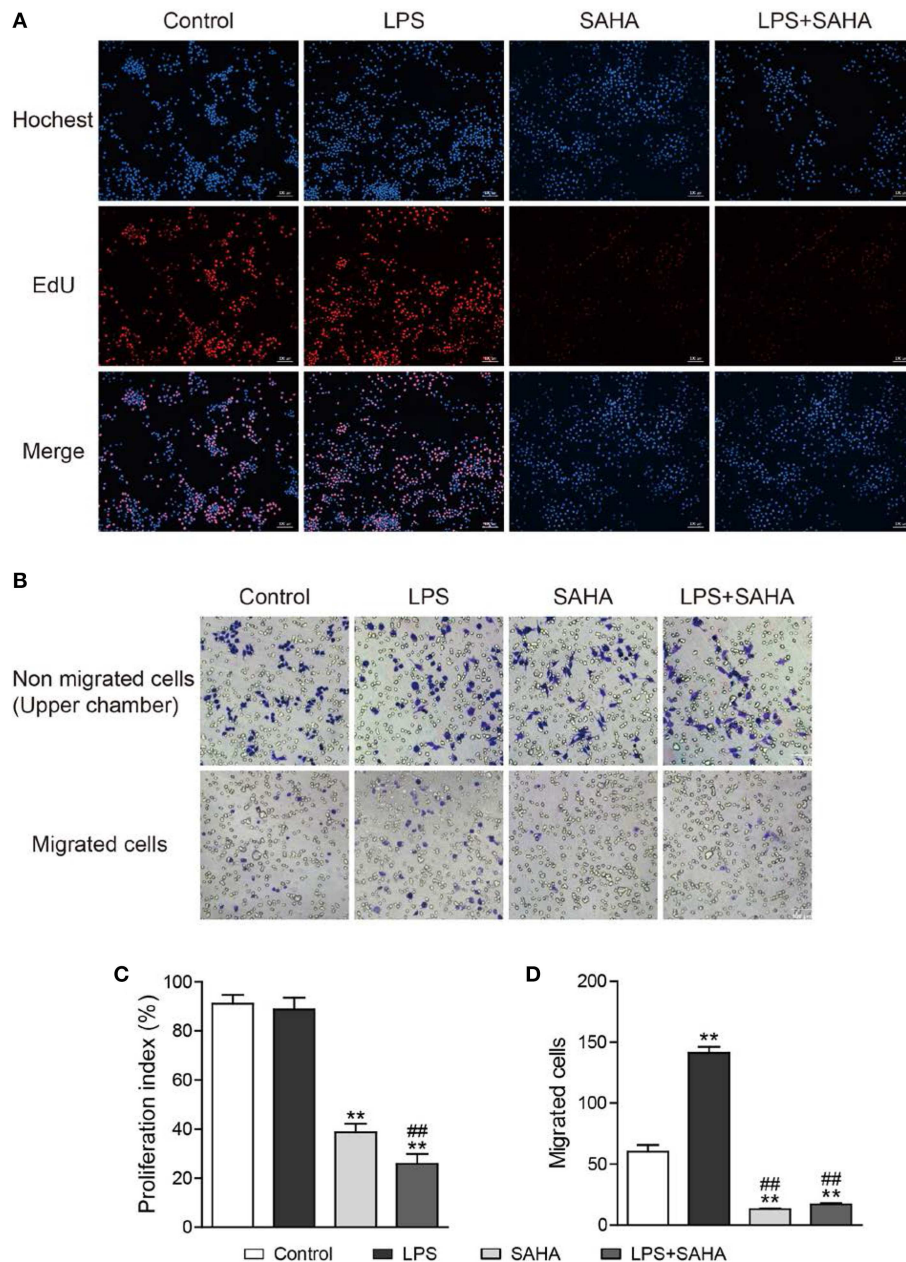 A
Control LPS SAHA LPS+SAHA
Hochest
EdU
Merge
B
Control LPS SAHA LPS+SAHA
Non migrated cells
(Upper chamber)
Migrated cells
C
Proliferation index (%)
100
80
60
40
20
0
**
##
**
D
Migrated cells
200
150
100
50
0
**
##
**
##
**
Control LPS SAHA LPS+SAHA